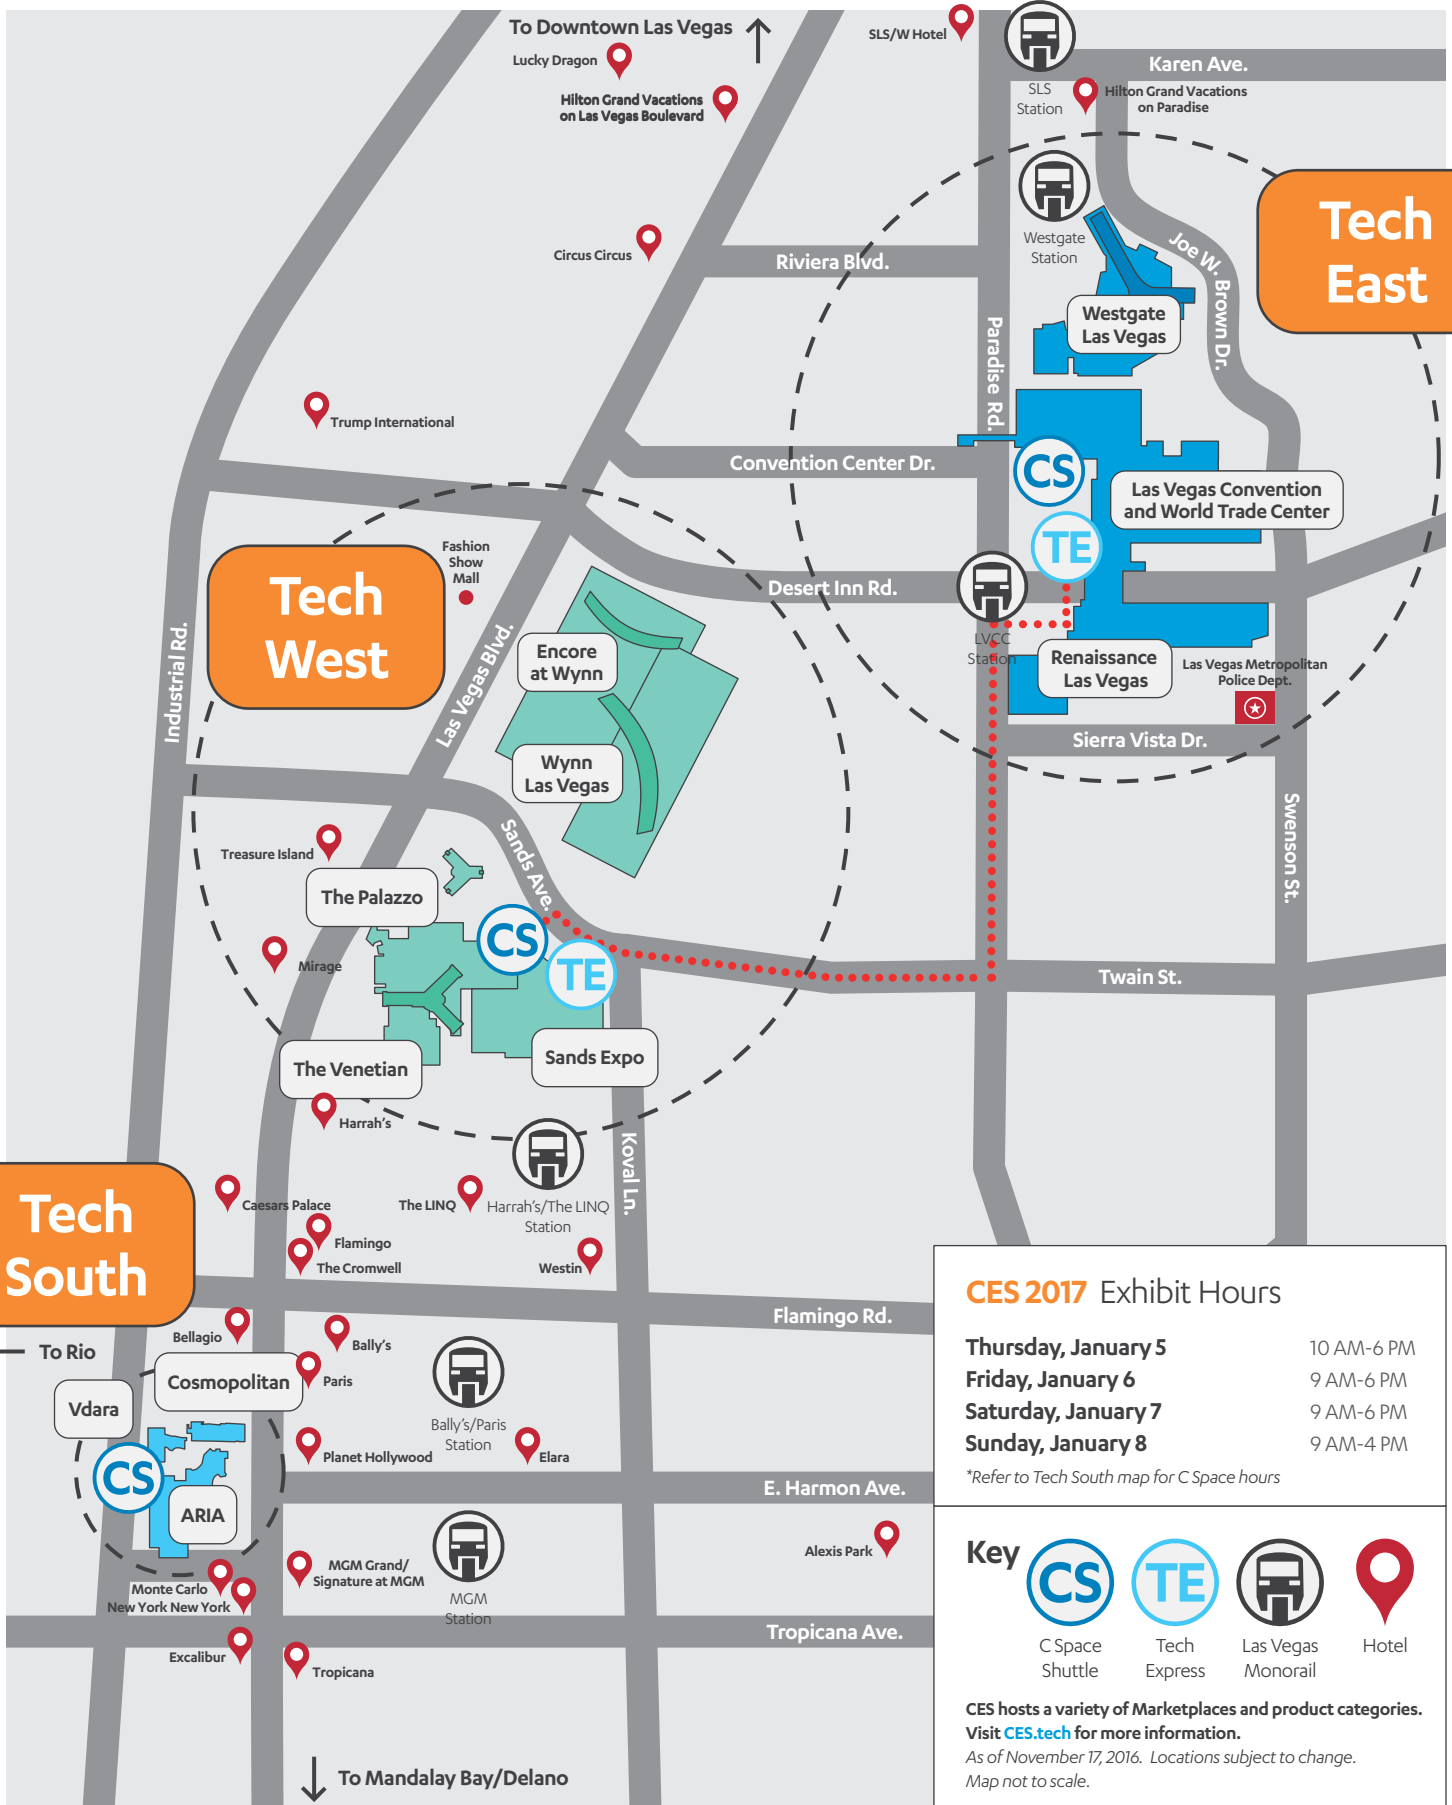 To Downtown Las Vegas
SLS/W Hotel
Lucky Dragon
Karen Ave.
SLS
Station
Hilton Grand Vacations
on Paradise
Hilton Grand Vacations
on Las Vegas Boulevard
Tech
East
Westgate
Station
Joe W. Brown Dr.
Circus Circus
Riviera Blvd.
Westgate
Las Vegas
Paradise Rd.
Trump International
Convention Center Dr.
CS
Las Vegas Convention
and World Trade Center
TE
Fashion
Show
Mall
Tech
West
Desert Inn Rd.
LVCC
Station
Industrial Rd.
Las Vegas Blvd.
Encore
at Wynn
Renaissance
Las Vegas
Las Vegas Metropolitan
Police Dept.
Sierra Vista Dr.
Wynn
Las Vegas
Sands Ave.
Swenson St.
Treasure Island
The Palazzo
CS
TE
Mirage
Twain St.
The Venetian
Sands Expo
Harrah's
Koval Ln.
Tech
South
Caesars Palace
The LINQ
Harrah's/The LINQ
Station
Flamingo
The Cromwell
Westin
Flamingo Rd.
Bellagio
Bally's
To Rio
Cosmopolitan
Paris
Vdara
Bally's/Paris
Station
Planet Hollywood
Elara
CS
ARIA
E. Harmon Ave.
Alexis Park
MGM Grand/
Signature at MGM
MGM
Station
Monte Carlo
New York New York
Tropicana Ave.
Excalibur
Tropicana
To Mandalay Bay/Delano
CES 2017 Exhibit Hours
Thursday, January 5 10 AM-6 PM
Friday, January 6 9 AM-6 PM
Saturday, January 7 9 AM-6 PM
Sunday, January 8 9 AM-4 PM
*Refer to Tech South map for C Space hours
Key
CS
TE
C Space
Shuttle
Tech
Express
Las Vegas
Monorail
Hotel
CES hosts a variety of Marketplaces and product categories.
Visit CES.tech for more information.
As of November 17, 2016. Locations subject to change.
Map not to scale.